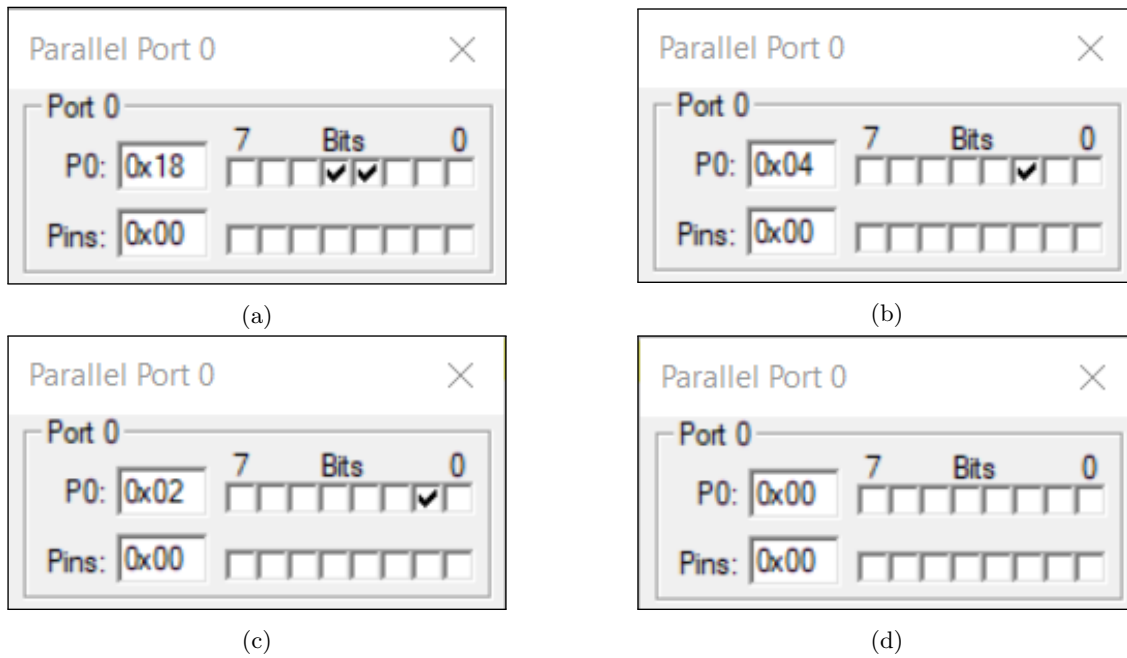 Parallel Port 0
Port 0
7 Bits 0
P0: 0x18
Pins: 0x00
(a)
Parallel Port 0
Port 0
7 Bits 0
P0: 0x04
Pins: 0x00
(b)
Parallel Port 0
Port 0
7 Bits 0
P0: 0x02
Pins: 0x00
(c)
Parallel Port 0
Port 0
7 Bits 0
P0: 0x00
Pins: 0x00
(d)